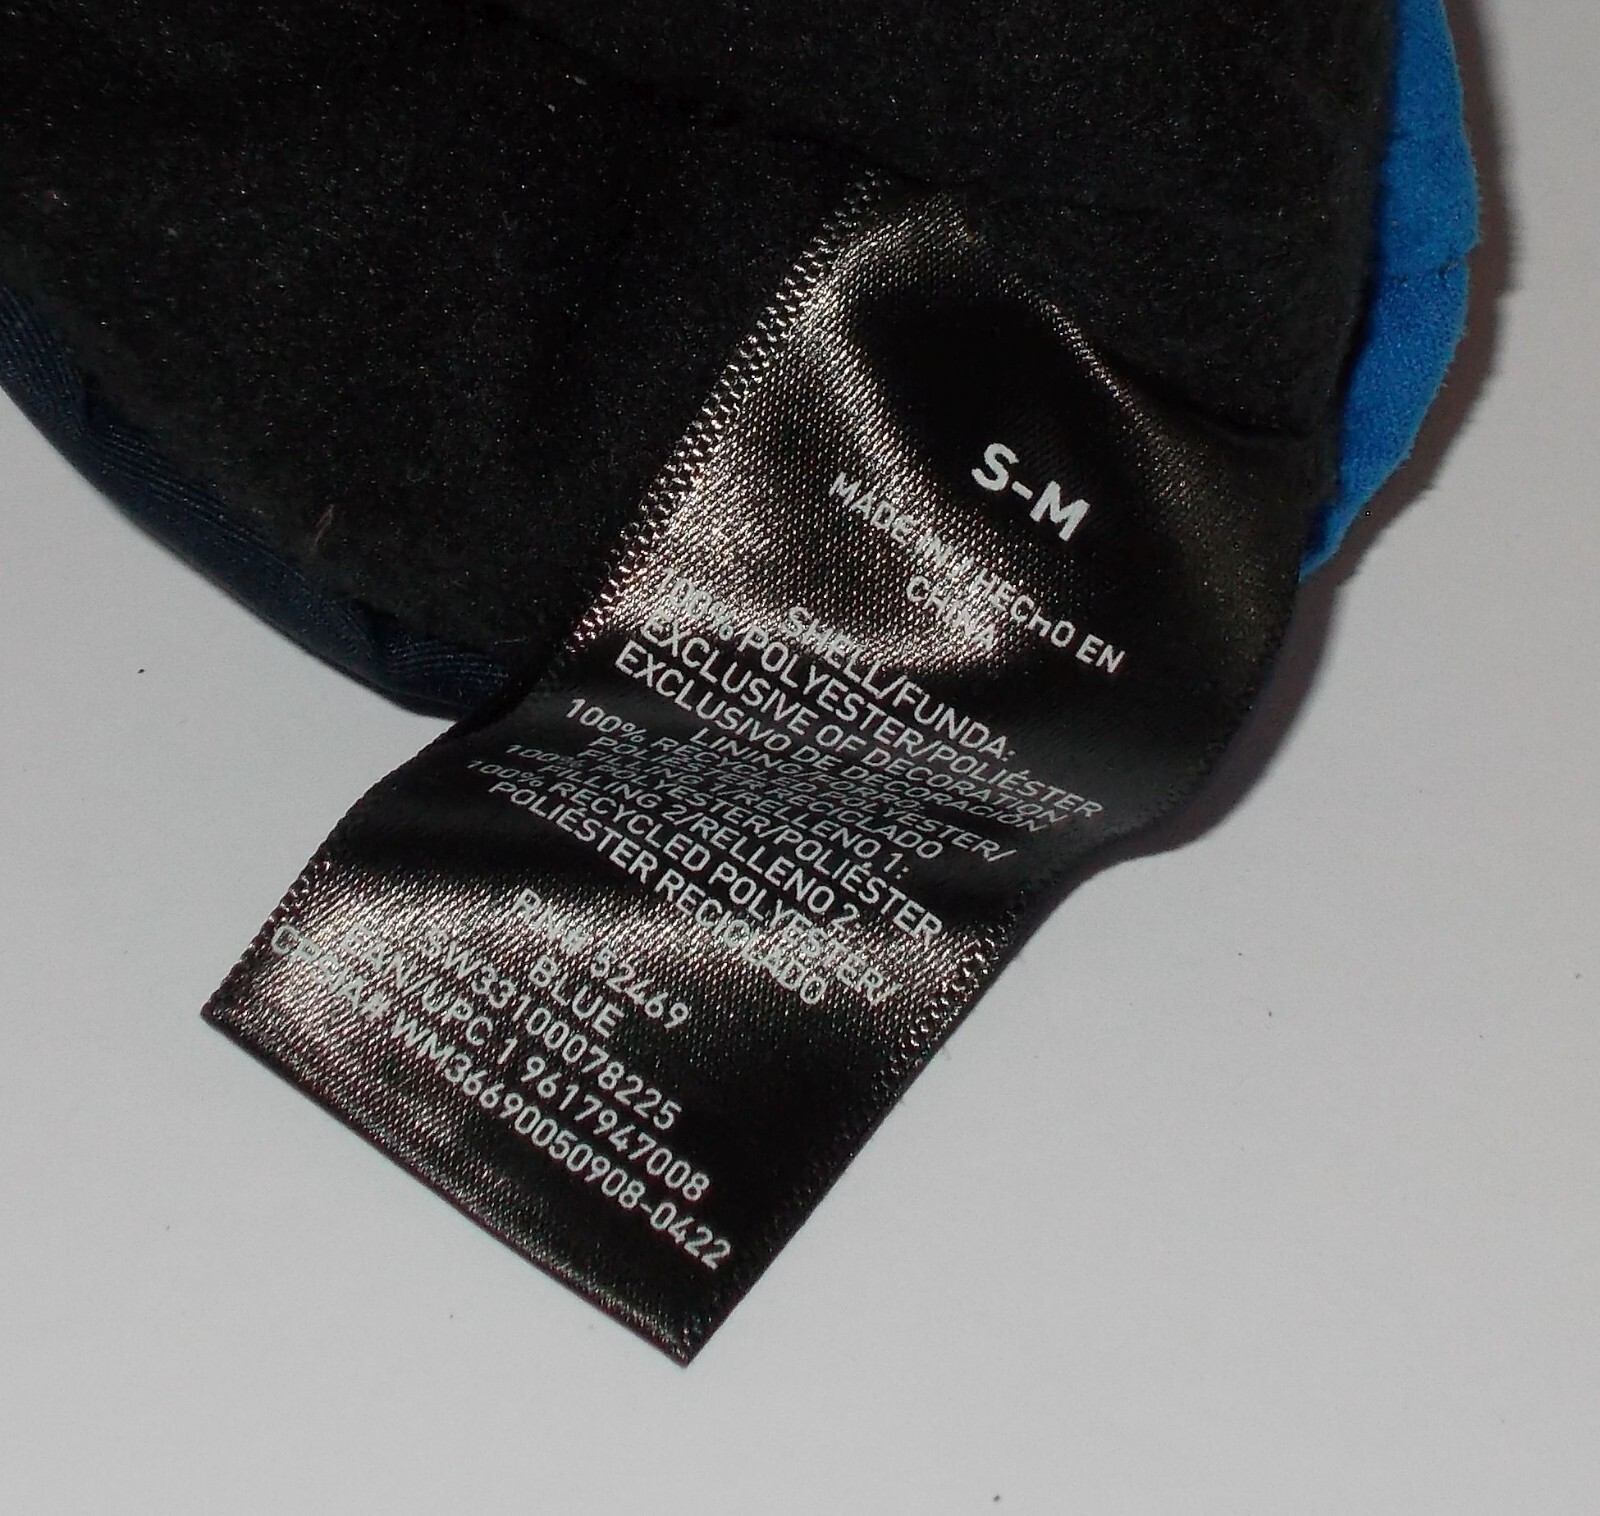 S-M
MADE IN / HECHO EN
CHINA
SHELL/FUNDA:
100% POLYESTER/POLIÉSTER
EXCLUSIVE OF DECORATION
EXCLUSIVO DE DECORACIÓN
LINING/FORRO:
100% RECYCLED POLYESTER/
POLIÉSTER RECICLADO
FILLING 1/RELLENO 1:
100% POLYESTER/POLIÉSTER
FILLING 2/RELLENO 2:
100% RECYCLED POLYESTER/
POLIÉSTER RECICLADO
RN# 52469
BLUE
SW33100078225
EAN/UPC 1 9617947008
CPSIA# WM36690050908-0422